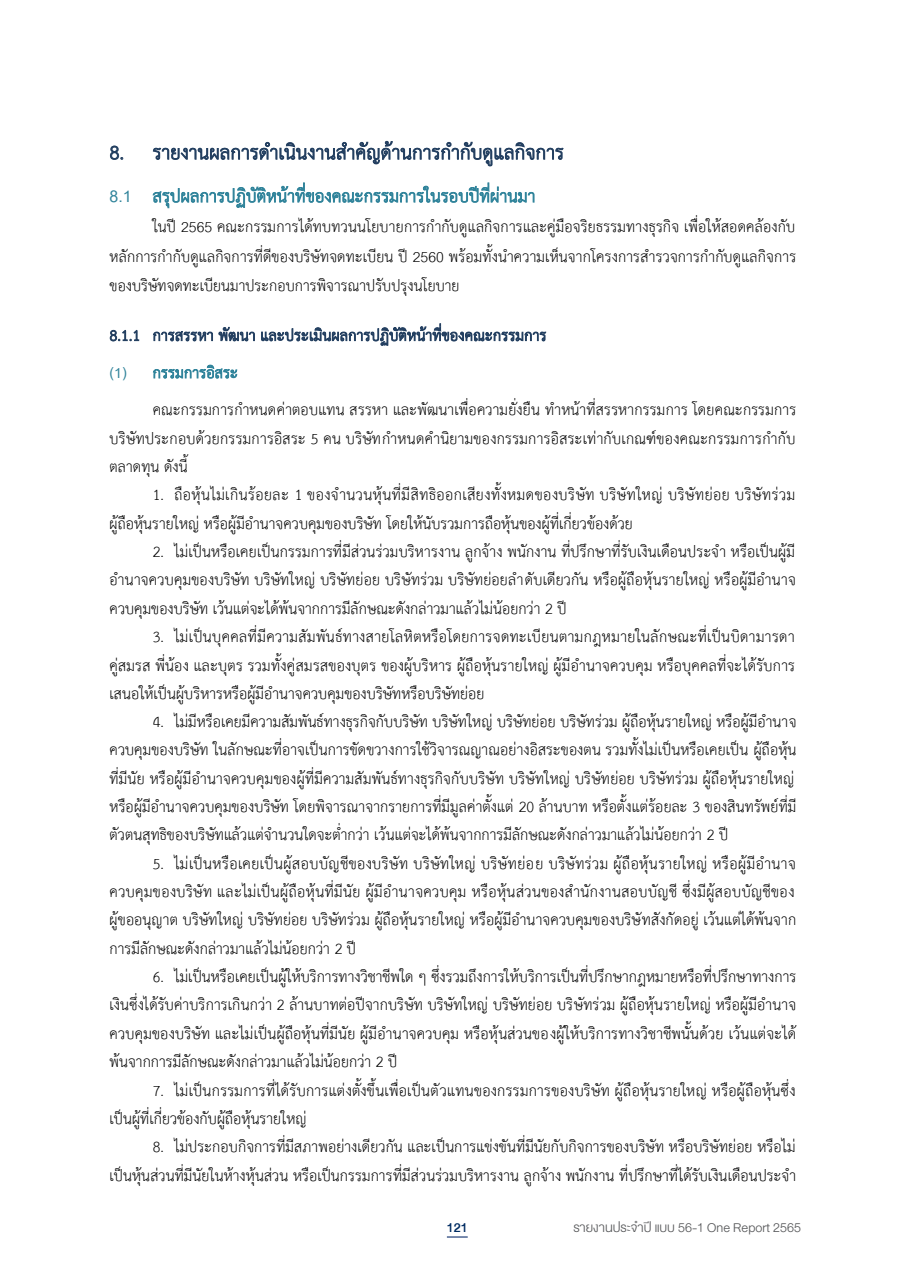 8. รายงานผลการดำเนินงานสำคัญด้านการกำกับดูแลกิจการ
8.1 สรุปผลการปฏิบัติหน้าที่ของคณะกรรมการในรอบปีที่ผ่านมา
ในปี 2565 คณะกรรมการได้ทบทวนนโยบายการกำกับดูแลกิจการและคู่มือจริยธรรมทางธุรกิจ เพื่อให้สอดคล้องกับ
หลักการกำกับดูแลกิจการที่ดีของบริษัทจดทะเบียน ปี 2560 พร้อมทั้งนำความเห็นจากโครงการสำรวจการกำกับดูแลกิจการ
ของบริษัทจดทะเบียนมาประกอบการพิจารณาปรับปรุงนโยบาย
8.1.1 การสรรหา พัฒนา และประเมินผลการปฏิบัติหน้าที่ของคณะกรรมการ
(1) กรรมการอิสระ
คณะกรรมการกำหนดค่าตอบแทน สรรหา และพัฒนาเพื่อความยั่งยืน ทำหน้าที่สรรหากรรมการ โดยคณะกรรมการ
บริษัทประกอบด้วยกรรมการอิสระ 5 คน บริษัทกำหนดคำนิยามของกรรมการอิสระเท่ากับเกณฑ์ของคณะกรรมการกำกับ
ตลาดทุน ดังนี้
1. ถือหุ้นไม่เกินร้อยละ 1 ของจำนวนหุ้นที่มีสิทธิออกเสียงทั้งหมดของบริษัท บริษัทใหญ่ บริษัทย่อย บริษัทร่วม
ผู้ถือหุ้นรายใหญ่ หรือผู้มีอำนาจควบคุมของบริษัท โดยให้นับรวมการถือหุ้นของผู้ที่เกี่ยวข้องด้วย
2. ไม่เป็นหรือเคยเป็นกรรมการที่มีส่วนร่วมบริหารงาน ลูกจ้าง พนักงาน ที่ปรึกษาที่รับเงินเดือนประจำ หรือเป็นผู้มี
อำนาจควบคุมของบริษัท บริษัทใหญ่ บริษัทย่อย บริษัทร่วม บริษัทย่อยลำดับเดียวกัน หรือผู้ถือหุ้นรายใหญ่ หรือผู้มีอำนาจ
ควบคุมของบริษัท เว้นแต่จะได้พ้นจากการมีลักษณะดังกล่าวมาแล้วไม่น้อยกว่า 2 ปี
3. ไม่เป็นบุคคลที่มีความสัมพันธ์ทางสายโลหิตหรือโดยการจดทะเบียนตามกฎหมายในลักษณะที่เป็นบิดามารดา
คู่สมรส พี่น้อง และบุตร รวมทั้งคู่สมรสของบุตร ของผู้บริหาร ผู้ถือหุ้นรายใหญ่ ผู้มีอำนาจควบคุม หรือบุคคลที่จะได้รับการ
เสนอให้เป็นผู้บริหารหรือผู้มีอำนาจควบคุมของบริษัทหรือบริษัทย่อย
4. ไม่มีหรือเคยมีความสัมพันธ์ทางธุรกิจกับบริษัท บริษัทใหญ่ บริษัทย่อย บริษัทร่วม ผู้ถือหุ้นรายใหญ่ หรือผู้มีอำนาจ
ควบคุมของบริษัท ในลักษณะที่อาจเป็นการขัดขวางการใช้วิจารณญาณอย่างอิสระของตน รวมทั้งไม่เป็นหรือเคยเป็น ผู้ถือหุ้น
ที่มีนัย หรือผู้มีอำนาจควบคุมของผู้ที่มีความสัมพันธ์ทางธุรกิจกับบริษัท บริษัทใหญ่ บริษัทย่อย บริษัทร่วม ผู้ถือหุ้นรายใหญ่
หรือผู้มีอำนาจควบคุมของบริษัท โดยพิจารณาจากรายการที่มีมูลค่าตั้งแต่ 20 ล้านบาท หรือตั้งแต่ร้อยละ 3 ของสินทรัพย์ที่มี
ตัวตนสุทธิของบริษัทแล้วแต่จำนวนใดจะต่ำกว่า เว้นแต่จะได้พ้นจากการมีลักษณะดังกล่าวมาแล้วไม่น้อยกว่า 2 ปี
5. ไม่เป็นหรือเคยเป็นผู้สอบบัญชีของบริษัท บริษัทใหญ่ บริษัทย่อย บริษัทร่วม ผู้ถือหุ้นรายใหญ่ หรือผู้มีอำนาจ
ควบคุมของบริษัท และไม่เป็นผู้ถือหุ้นที่มีนัย ผู้มีอำนาจควบคุม หรือหุ้นส่วนของสำนักงานสอบบัญชี ซึ่งมีผู้สอบบัญชีของ
ผู้ขออนุญาต บริษัทใหญ่ บริษัทย่อย บริษัทร่วม ผู้ถือหุ้นรายใหญ่ หรือผู้มีอำนาจควบคุมของบริษัทสังกัดอยู่ เว้นแต่ได้พ้นจาก
การมีลักษณะดังกล่าวมาแล้วไม่น้อยกว่า 2 ปี
6. ไม่เป็นหรือเคยเป็นผู้ให้บริการทางวิชาชีพใด ๆ ซึ่งรวมถึงการให้บริการเป็นที่ปรึกษากฎหมายหรือที่ปรึกษาทางการ
เงินซึ่งได้รับค่าบริการเกินกว่า 2 ล้านบาทต่อปีจากบริษัท บริษัทใหญ่ บริษัทย่อย บริษัทร่วม ผู้ถือหุ้นรายใหญ่ หรือผู้มีอำนาจ
ควบคุมของบริษัท และไม่เป็นผู้ถือหุ้นที่มีนัย ผู้มีอำนาจควบคุม หรือหุ้นส่วนของผู้ให้บริการทางวิชาชีพนั้นด้วย เว้นแต่จะได้
พ้นจากการมีลักษณะดังกล่าวมาแล้วไม่น้อยกว่า 2 ปี
7. ไม่เป็นกรรมการที่ได้รับการแต่งตั้งขึ้นเพื่อเป็นตัวแทนของกรรมการของบริษัท ผู้ถือหุ้นรายใหญ่ หรือผู้ถือหุ้นซึ่ง
เป็นผู้ที่เกี่ยวข้องกับผู้ถือหุ้นรายใหญ่
8. ไม่ประกอบกิจการที่มีสภาพอย่างเดียวกัน และเป็นการแข่งขันที่มีนัยกับกิจการของบริษัท หรือบริษัทย่อย หรือไม่
เป็นหุ้นส่วนที่มีนัยในห้างหุ้นส่วน หรือเป็นกรรมการที่มีส่วนร่วมบริหารงาน ลูกจ้าง พนักงาน ที่ปรึกษาที่ได้รับเงินเดือนประจำ
121 รายงานประจำปี แบบ 56-1 One Report 2565